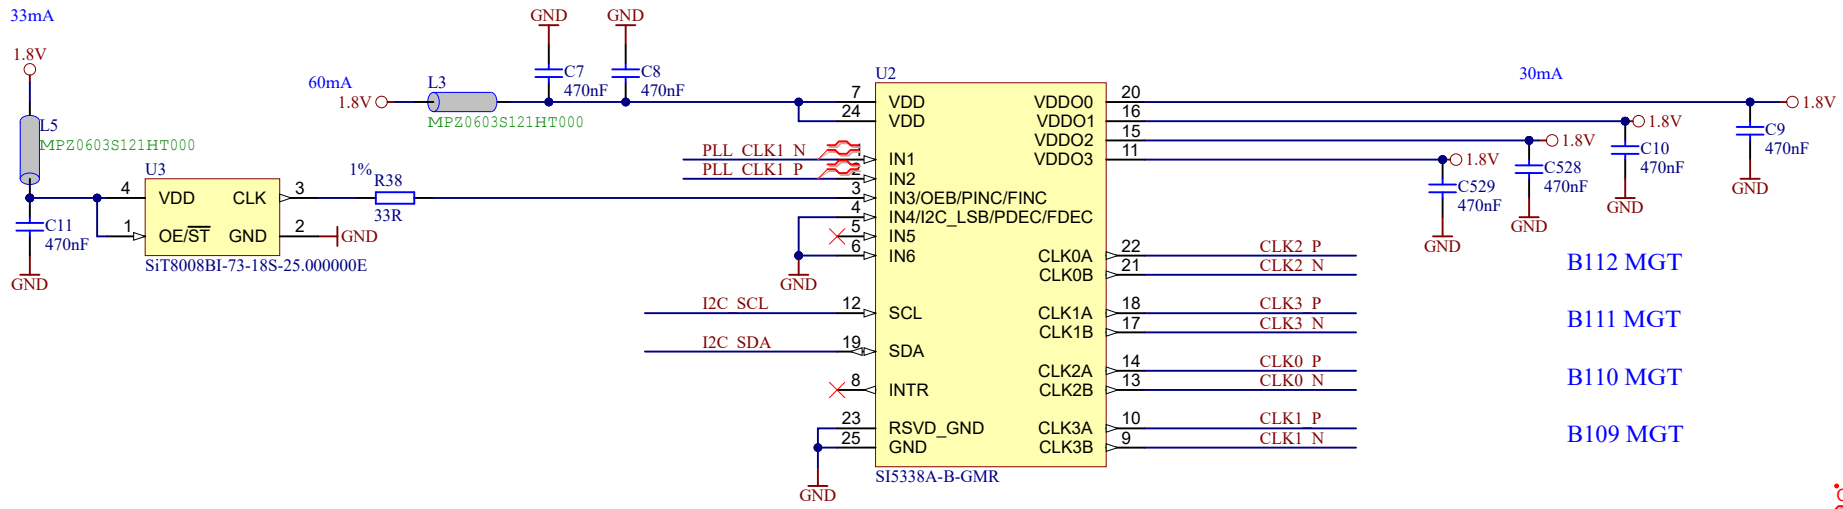 33mA
1.8V
L5
MPZ0603S121HT000
C11
470nF
GND
U3
4 VDD CLK 3
1 OE/ST GND 2
GND
SiT8008BI-73-18S-25.000000E
1%
R38
33R
60mA
1.8V
L3
MPZ0603S121HT000
GND
C7
470nF
GND
C8
470nF
U2
7 VDD VDDO0 20
24 VDD VDDO1 16
VDDO2 15
PLL_CLK1_N IN1 VDDO3 11
PLL_CLK1_P 2 IN2
3 IN3/OEB/PINC/FINC
4 IN4/I2C_LSB/PDEC/FDEC
5 IN5
6 IN6 CLK0A 22 CLK2_P
GND
CLK0B 21 CLK2_N
I2C_SCL 12 SCL CLK1A 18 CLK3_P
CLK1B 17 CLK3_N
I2C_SDA 19 SDA
CLK2A 14 CLK0_P
8 INTR CLK2B 13 CLK0_N
23 RSVD_GND CLK3A 10 CLK1_P
25 GND CLK3B 9 CLK1_N
GND
SI5338A-B-GMR
30mA
1.8V
C9
470nF
GND
1.8V
C10
470nF
GND
1.8V
C528
470nF
GND
1.8V
C529
470nF
GND
B112 MGT
B111 MGT
B110 MGT
B109 MGT